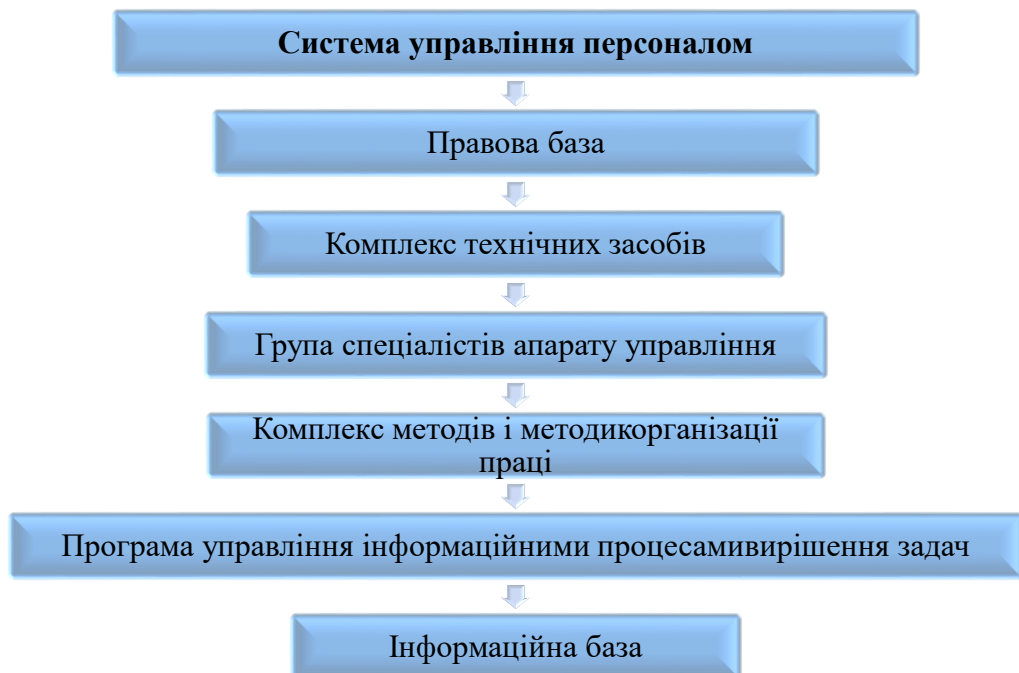 Система управління персоналом
Правова база
Комплекс технічних засобів
Група спеціалістів апарату управління
Комплекс методів і методикорганізації
праці
Програма управління інформаційними процесамивирішення задач
Інформаційна база